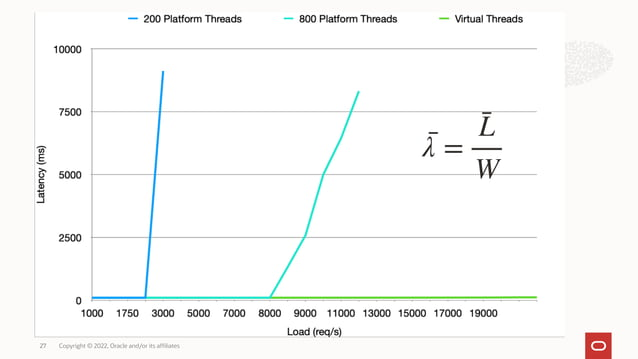 200 Platform Threads 800 Platform Threads Virtual Threads
10000
7500
5000
2500
0
Latency (ms)
λ̄ = L̄ / W
1000 1750 3000 5000 7000 8000 9000 11000 13000 15000 17000 19000
Load (req/s)
27 Copyright © 2022, Oracle and/or its affiliates